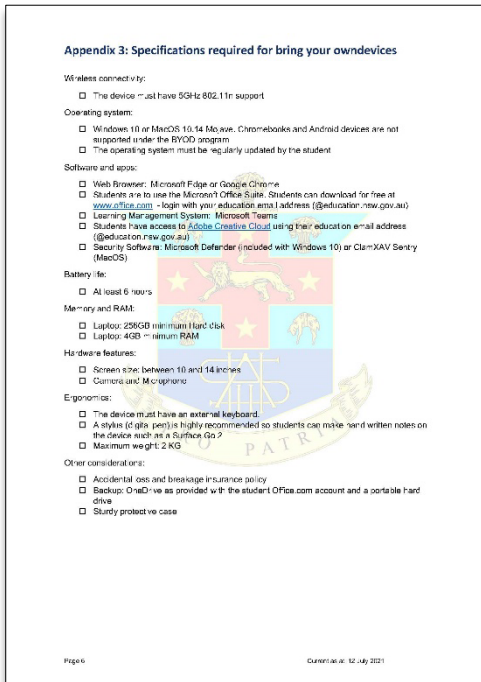 Appendix 3: Specifications required for bring your owndevices
Wireless connectivity:
☐ The device must have 5GHz 802.11n support
Operating system:
☐ Windows 10 or MacOS 10.14 Mojave. Chromebooks and Android devices are not
supported under the BYOD program
☐ The operating system must be regularly updated by the student
Software and apps:
☐ Web Browser: Microsoft Edge or Google Chrome
☐ Students are to use the Microsoft Office Suite. Students can download for free at
www.office.com - login with your education email address (@education.nsw.gov.au)
☐ Learning Management System: Microsoft Teams
☐ Students have access to Adobe Creative Cloud using their education email address
(@education.nsw.gov.au)
☐ Security Software: Microsoft Defender (included with Windows 10) or ClamXAV Sentry
(MacOS)
Battery life:
☐ At least 6 hours
Memory and RAM:
☐ Laptop: 256GB minimum Hard disk
☐ Laptop: 4GB minimum RAM
Hardware features:
☐ Screen size: between 10 and 14 inches
☐ Camera and Microphone
Ergonomics:
☐ The device must have an external keyboard.
☐ A stylus (digital pen) is highly recommended so students can make hand written notes on
the device such as a Surface Go 2
☐ Maximum weight: 2 KG
PATRIA
Other considerations:
☐ Accidental loss and breakage insurance policy
☐ Backup: OneDrive as provided with the student Office.com account and a portable hard
drive
☐ Sturdy protective case
Page 6
Current as at: 12 July 2021